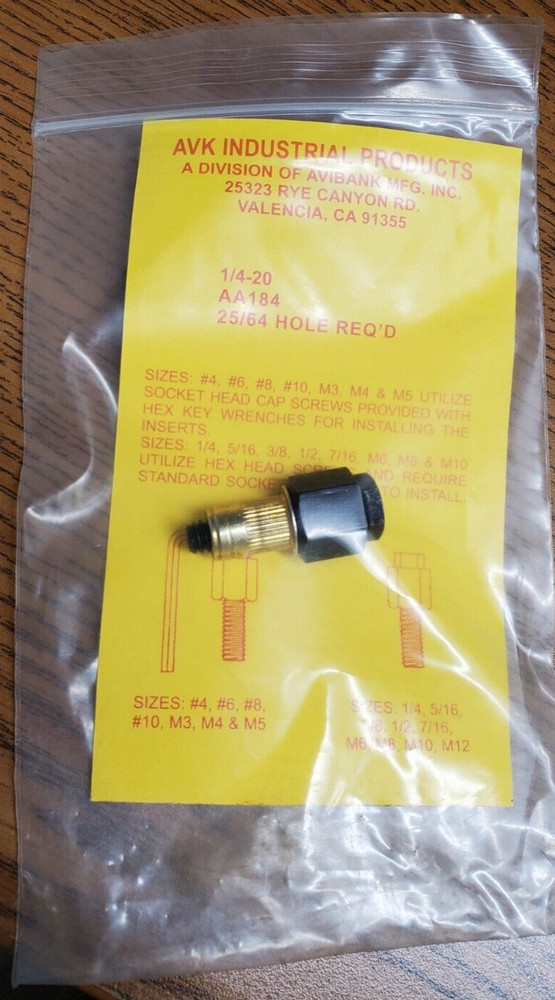 AVK INDUSTRIAL PRODUCTS
A DIVISION OF AVIBANK MFG. INC.
25323 RYE CANYON RD.
VALENCIA, CA 91355
1/4-20
AA184
25/64 HOLE REQ'D
SIZES: #4, #6, #8, #10, M3, M4 & M5 UTILIZE
SOCKET HEAD CAP SCREWS PROVIDED WITH
HEX KEY WRENCHES FOR INSTALLING THE
INSERTS.
SIZES: 1/4, 5/16, 3/8, 1/2, 7/16, M6, M8 & M10
UTILIZE HEX HEAD AND REQUIRE
STANDARD TO INSTALL.
SIZES: #4, #6, #8,
#10, M3, M4 & M5
SIZES: 1/4, 5/16,
1/2, 7/16,
M6, M8, M10, M12